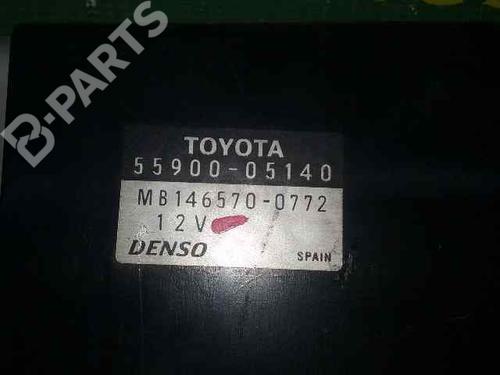 B-PARTS
TOYOTA
55900-05140
MB146570-0772
12V
DENSO
SPAIN